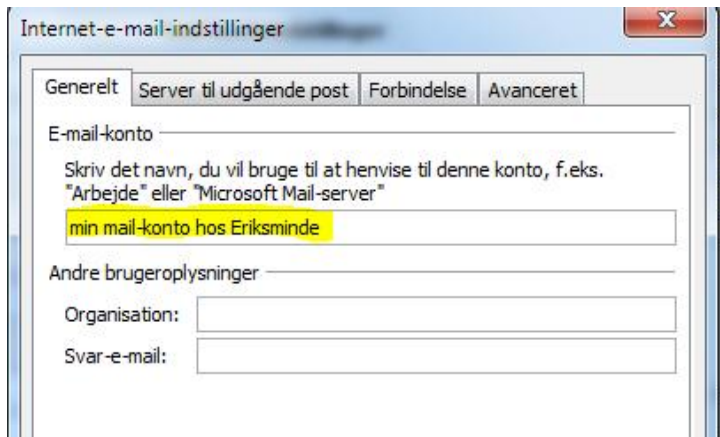 Internet-e-mail-indstillinger
Generelt Server til udgående post Forbindelse Avanceret
E-mail-konto
Skriv det navn, du vil bruge til at henvise til denne konto, f.eks.
"Arbejde" eller "Microsoft Mail-server"
min mail-konto hos Eriksminde
Andre brugeroplysninger
Organisation:
Svar-e-mail: